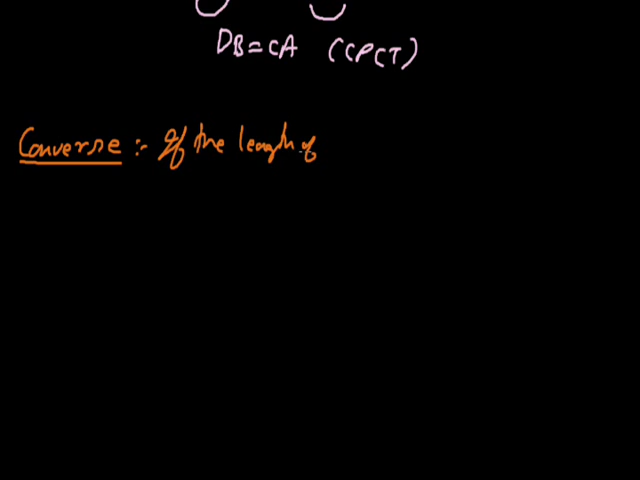 DB = CA (CPCT)
Converse :- If the length of